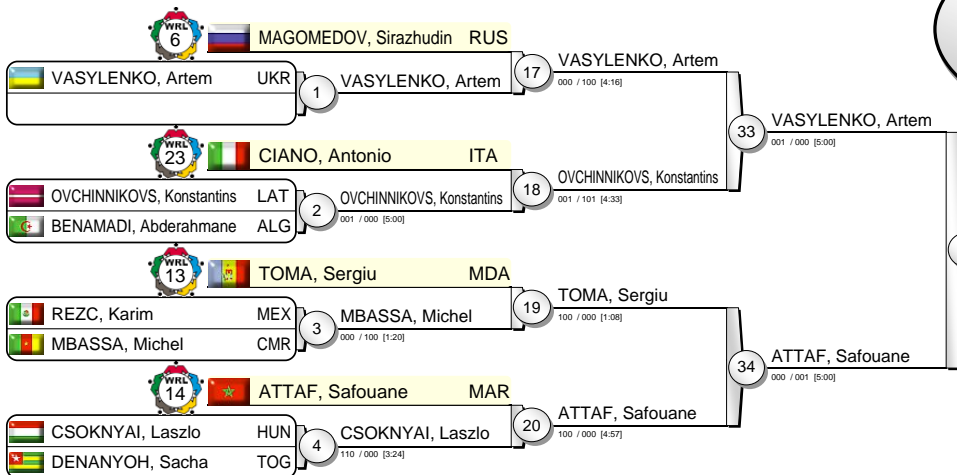 WRL
6
MAGOMEDOV, Sirazhudin RUS
VASYLENKO, Artem UKR
1
VASYLENKO, Artem
17
VASYLENKO, Artem
000 / 100 [4:16]
WRL
23
CIANO, Antonio ITA
OVCHINNIKOVS, Konstantins LAT
BENAMADI, Abderahmane ALG
2
OVCHINNIKOVS, Konstantins
001 / 000 [5:00]
18
OVCHINNIKOVS, Konstantins
001 / 101 [4:33]
33
VASYLENKO, Artem
001 / 000 [5:00]
WRL
13
TOMA, Sergiu MDA
REZC, Karim MEX
MBASSA, Michel CMR
3
MBASSA, Michel
000 / 100 [1:20]
19
TOMA, Sergiu
100 / 000 [1:08]
WRL
14
ATTAF, Safouane MAR
CSOKNYAI, Laszlo HUN
DENANYOH, Sacha TOG
4
CSOKNYAI, Laszlo
110 / 000 [3:24]
20
ATTAF, Safouane
100 / 000 [4:57]
34
ATTAF, Safouane
000 / 001 [5:00]